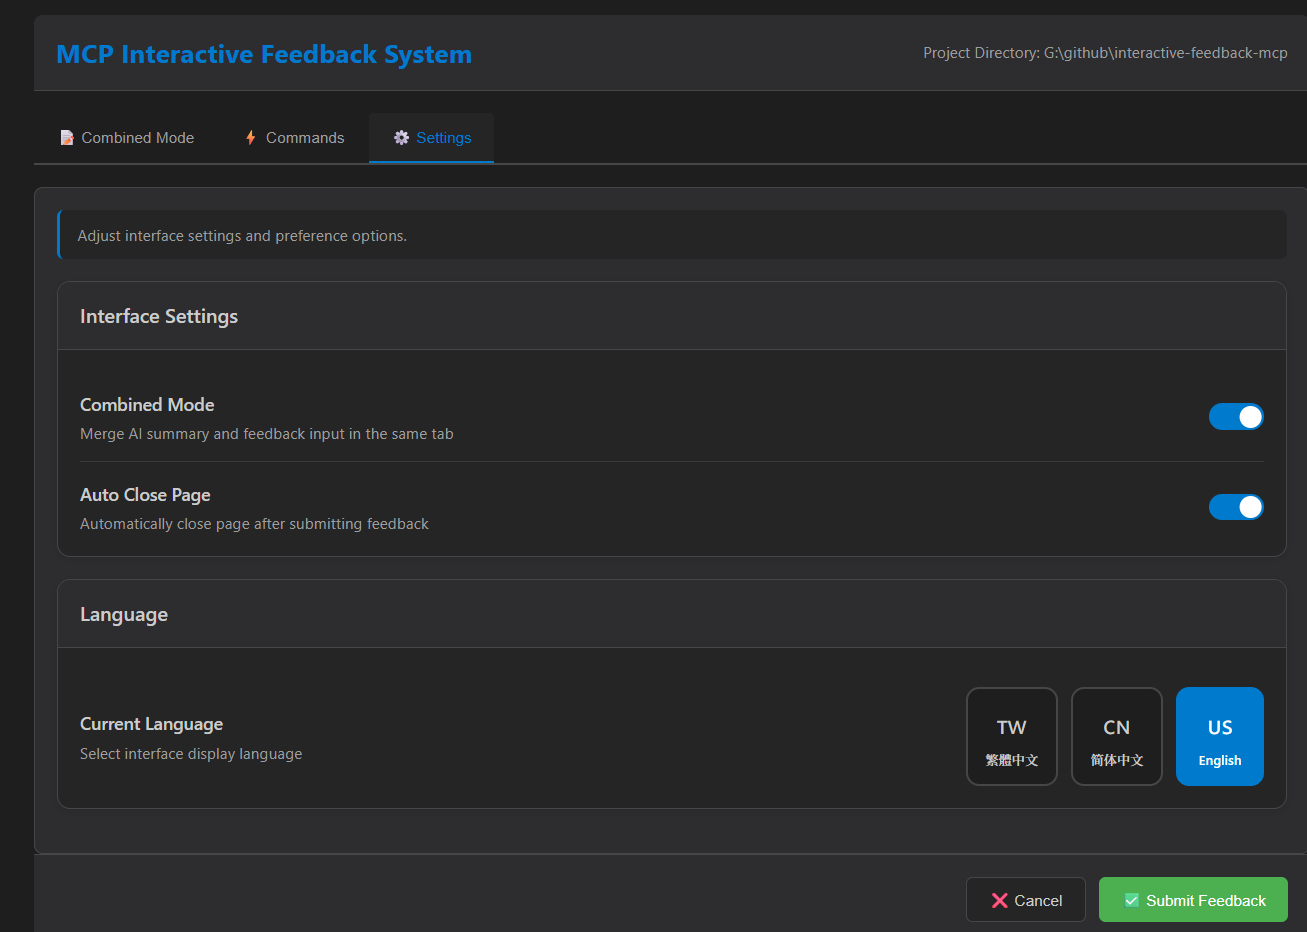 MCP Interactive Feedback System
Project Directory: G:\github\interactive-feedback-mcp
Combined Mode
Commands
Settings
Adjust interface settings and preference options.
Interface Settings
Combined Mode
Merge AI summary and feedback input in the same tab
Auto Close Page
Automatically close page after submitting feedback
Language
Current Language
Select interface display language
TW
繁體中文
CN
简体中文
US
English
Cancel
Submit Feedback